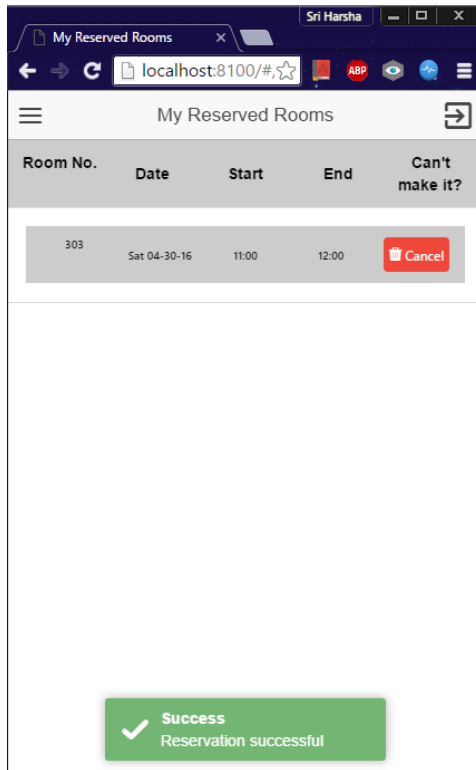 Sri Harsha
My Reserved Rooms
localhost:8100/#,
ABP
My Reserved Rooms
Room No. Date Start End Can't make it?
303 Sat 04-30-16 11:00 12:00 Cancel
Success
Reservation successful